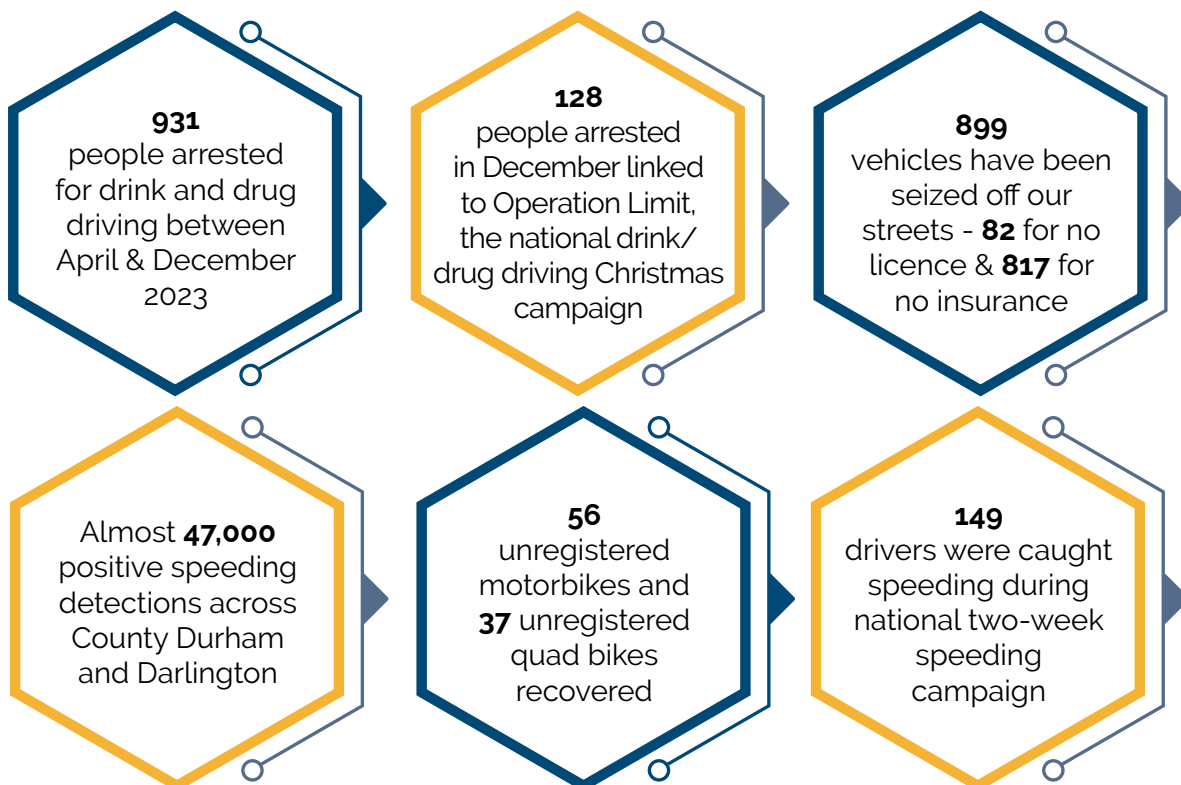 931
people arrested
for drink and drug
driving between
April & December
2023
128
people arrested
in December linked
to Operation Limit,
the national drink/
drug driving Christmas
campaign
899
vehicles have been
seized off our
streets - 82 for no
licence & 817 for
no insurance
Almost 47,000
positive speeding
detections across
County Durham
and Darlington
56
unregistered
motorbikes and
37 unregistered
quad bikes
recovered
149
drivers were caught
speeding during
national two-week
speeding
campaign